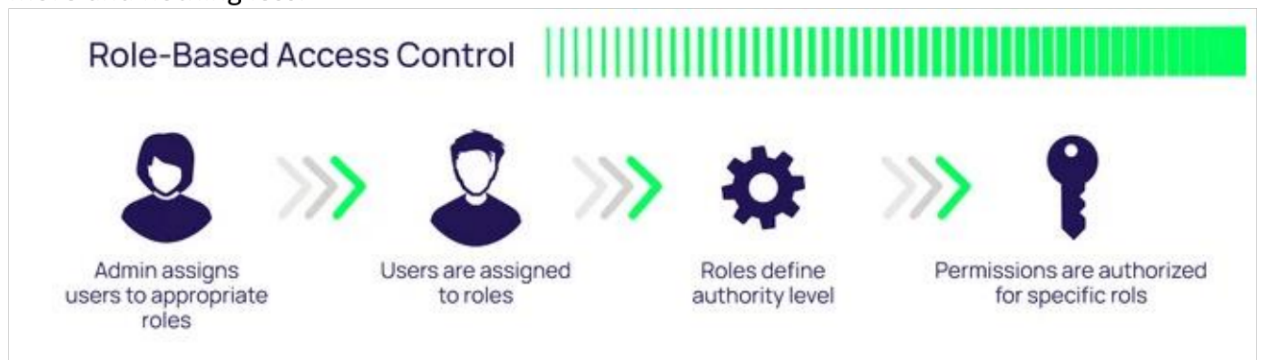 Role-Based Access Control
Admin assigns
users to appropriate
roles
Users are assigned
to roles
Roles define
authority level
Permissions are authorized
for specific rols